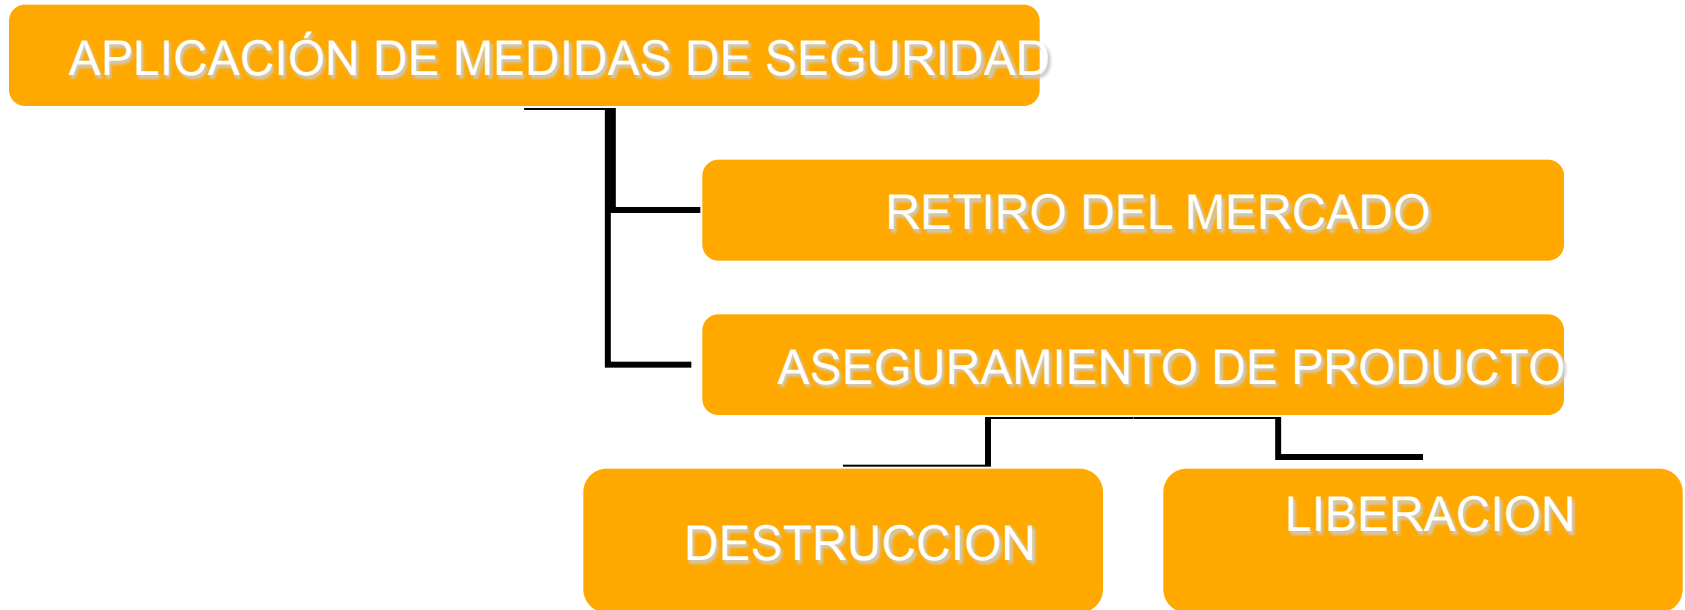 APLICACIÓN DE MEDIDAS DE SEGURIDAD
RETIRO DEL MERCADO
ASEGURAMIENTO DE PRODUCTO
DESTRUCCION
LIBERACION